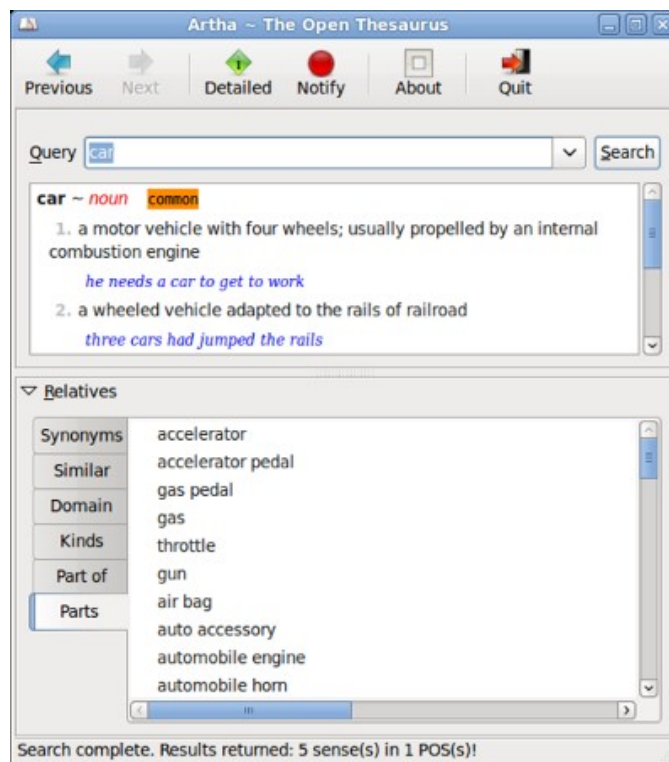 Artha ~ The Open Thesaurus
Previous Next Detailed Notify About Quit
Query car Search
car ~ noun common
1. a motor vehicle with four wheels; usually propelled by an internal
combustion engine
he needs a car to get to work
2. a wheeled vehicle adapted to the rails of railroad
three cars had jumped the rails
Relatives
Synonyms
Similar
Domain
Kinds
Part of
Parts
accelerator
accelerator pedal
gas pedal
gas
throttle
gun
air bag
auto accessory
automobile engine
automobile horn
Search complete. Results returned: 5 sense(s) in 1 POS(s)!